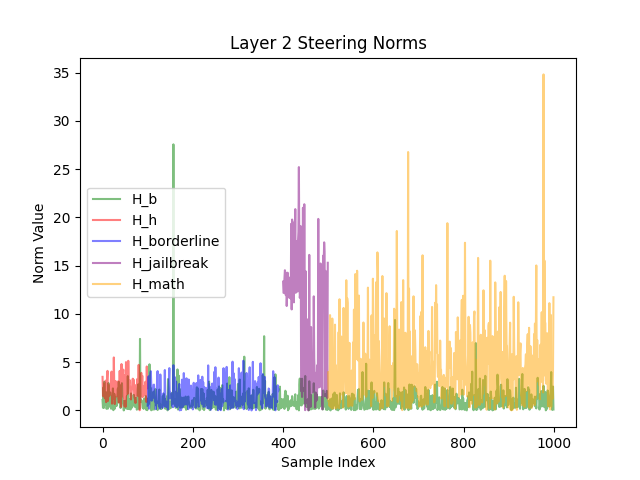 Layer 2 Steering Norms
Norm Value
35
30
25
20
15
10
5
0
H_b
H_h
H_borderline
H_jailbreak
H_math
0
200
400
600
800
1000
Sample Index